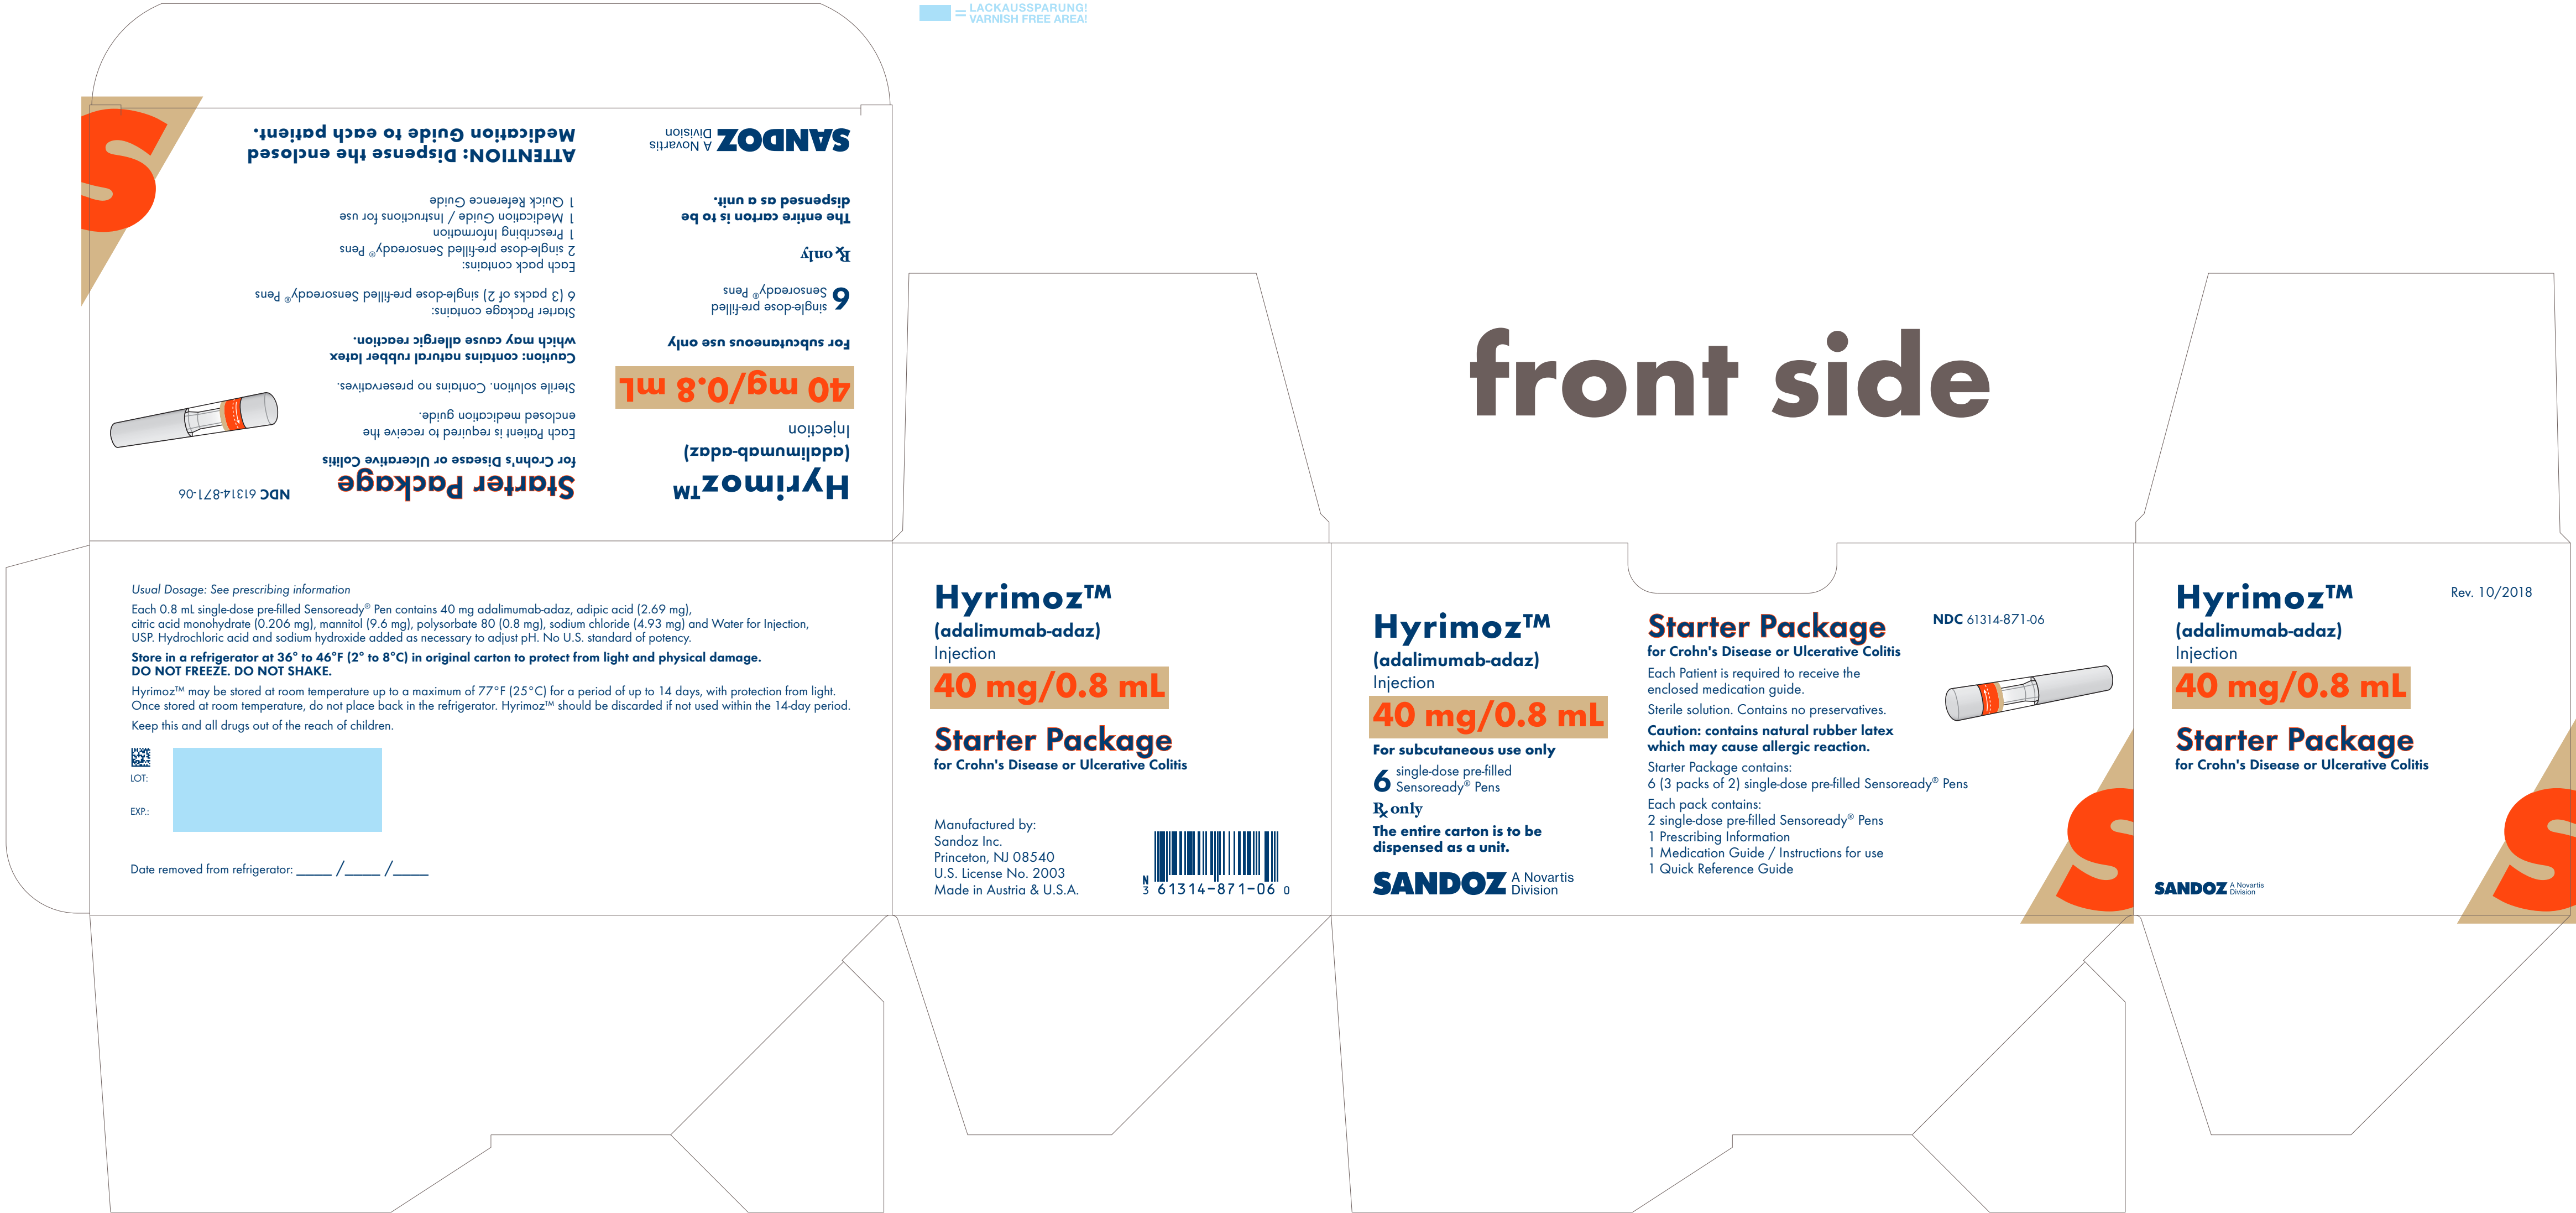 = LACKAUSSPARUNG!
VARNISH FREE AREA!
Hyrimoz™
(adalimumab-adaz)
Injection
40 mg/0.8 mL
For subcutaneous use only
6 single-dose pre-filled
Sensoready® Pens
Rx only
The entire carton is to be
dispensed as a unit.
SANDOZ A Novartis
Division
Starter Package
for Crohn's Disease or Ulcerative Colitis
NDC 61314-871-06
Each Patient is required to receive the
enclosed medication guide.
Sterile solution. Contains no preservatives.
Caution: contains natural rubber latex
which may cause allergic reaction.
Starter Package contains:
6 (3 packs of 2) single-dose pre-filled Sensoready® Pens
Each pack contains:
2 single-dose pre-filled Sensoready® Pens
1 Prescribing Information
1 Medication Guide / Instructions for use
1 Quick Reference Guide
ATTENTION: Dispense the enclosed
Medication Guide to each patient.
S
front side
Usual Dosage: See prescribing information
Each 0.8 mL single-dose pre-filled Sensoready® Pen contains 40 mg adalimumab-adaz, adipic acid (2.69 mg),
citric acid monohydrate (0.206 mg), mannitol (9.6 mg), polysorbate 80 (0.8 mg), sodium chloride (4.93 mg) and Water for Injection,
USP. Hydrochloric acid and sodium hydroxide added as necessary to adjust pH. No U.S. standard of potency.
Store in a refrigerator at 36° to 46°F (2° to 8°C) in original carton to protect from light and physical damage.
DO NOT FREEZE. DO NOT SHAKE.
Hyrimoz™ may be stored at room temperature up to a maximum of 77°F (25°C) for a period of up to 14 days, with protection from light.
Once stored at room temperature, do not place back in the refrigerator. Hyrimoz™ should be discarded if not used within the 14-day period.
Keep this and all drugs out of the reach of children.
LOT:
EXP.:
Date removed from refrigerator: ____ /____ /____
Hyrimoz™
(adalimumab-adaz)
Injection
40 mg/0.8 mL
Starter Package
for Crohn's Disease or Ulcerative Colitis
Manufactured by:
Sandoz Inc.
Princeton, NJ 08540
U.S. License No. 2003
Made in Austria & U.S.A.
N
3 61314-871-06 0
Hyrimoz™
(adalimumab-adaz)
Injection
40 mg/0.8 mL
For subcutaneous use only
6 single-dose pre-filled
Sensoready® Pens
Rx only
The entire carton is to be
dispensed as a unit.
SANDOZ A Novartis
Division
Starter Package
for Crohn's Disease or Ulcerative Colitis
NDC 61314-871-06
Each Patient is required to receive the
enclosed medication guide.
Sterile solution. Contains no preservatives.
Caution: contains natural rubber latex
which may cause allergic reaction.
Starter Package contains:
6 (3 packs of 2) single-dose pre-filled Sensoready® Pens
Each pack contains:
2 single-dose pre-filled Sensoready® Pens
1 Prescribing Information
1 Medication Guide / Instructions for use
1 Quick Reference Guide
S
Hyrimoz™
Rev. 10/2018
(adalimumab-adaz)
Injection
40 mg/0.8 mL
Starter Package
for Crohn's Disease or Ulcerative Colitis
SANDOZ A Novartis
Division
S